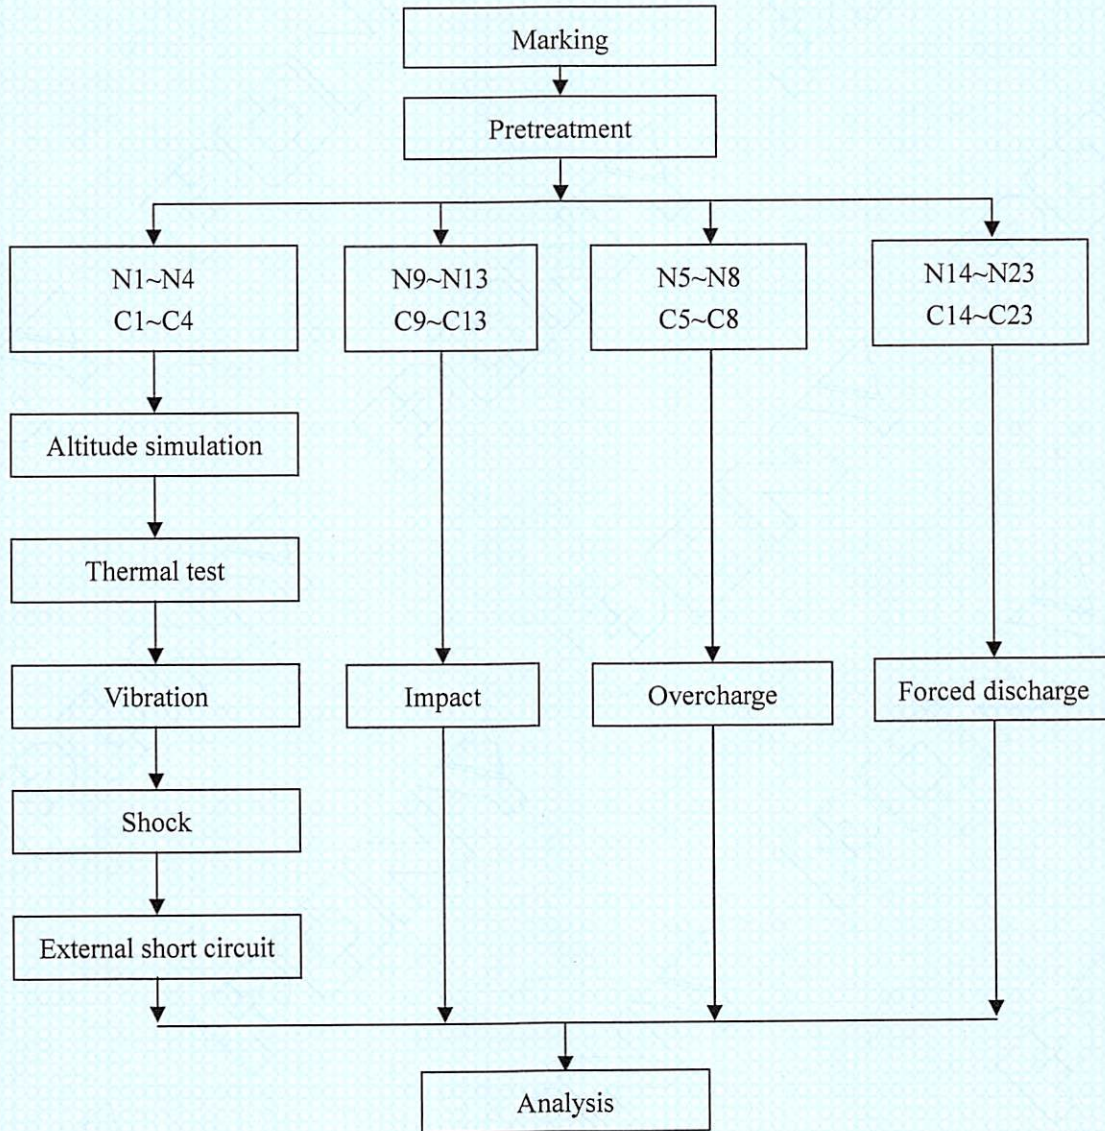 Marking
Pretreatment
N1~N4
C1~C4
N9~N13
C9~C13
N5~N8
C5~C8
N14~N23
C14~C23
Altitude simulation
Thermal test
Vibration
Impact
Overcharge
Forced discharge
Shock
External short circuit
Analysis